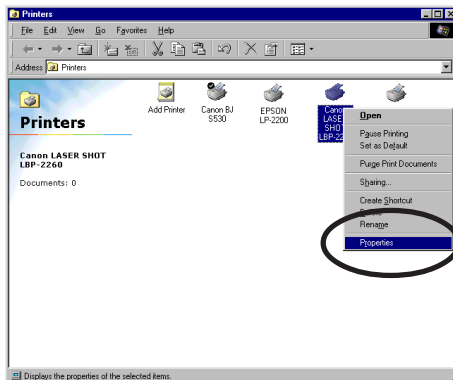 Printers
File Edit View Go Favorites Help
Address Printers
Printers
Canon LASER SHOT
LBP-2260
Documents: 0
Add Printer
Canon BJ
S530
EPSON
LP-2200
Canon
LASER
SHOT
Open
Pause Printing
Set as Default
Purge Print Documents
Sharing...
Create Shortcut
Delete
Rename
Properties
Displays the properties of the selected items.